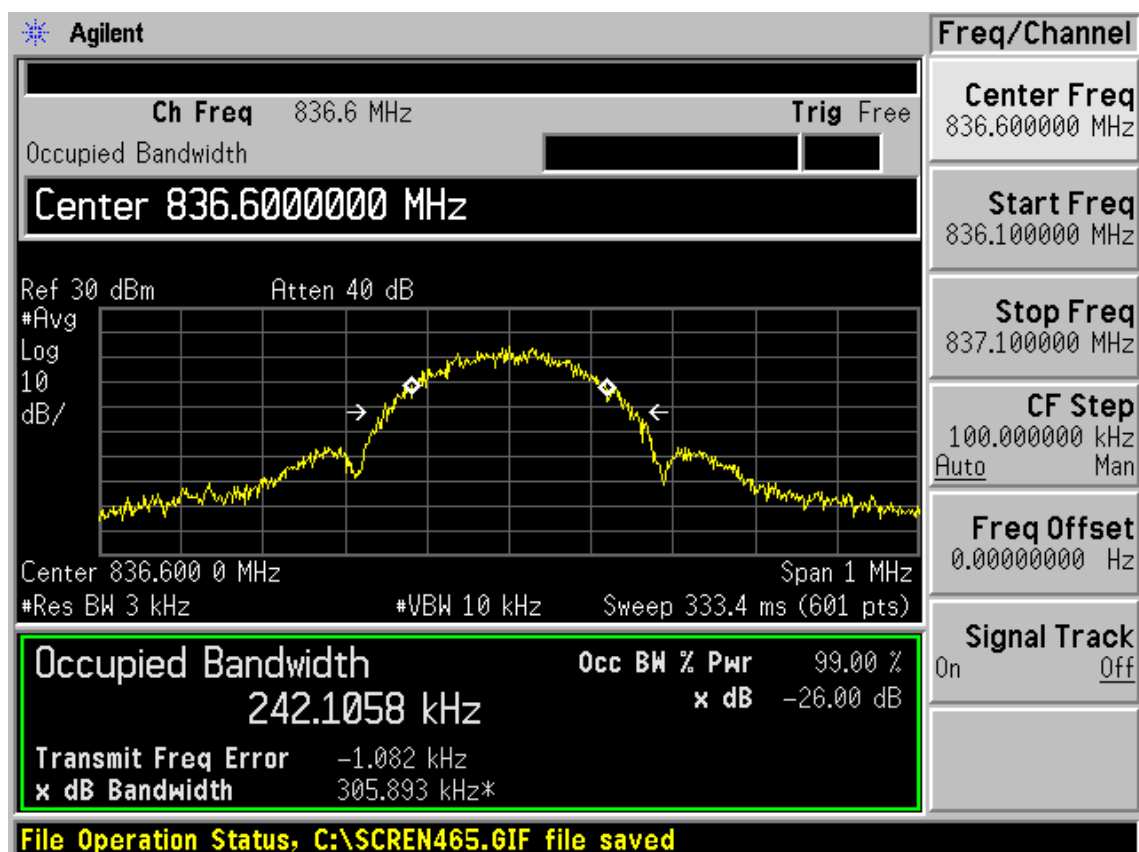 Agilent
Freq/Channel
Ch Freq 836.6 MHz Trig Free
Occupied Bandwidth
Center 836.6000000 MHz
Ref 30 dBm Atten 40 dB
#Avg
Log
10
dB/
Center 836.600 0 MHz Span 1 MHz
#Res BW 3 kHz #VBW 10 kHz Sweep 333.4 ms (601 pts)
Occupied Bandwidth
242.1058 kHz
Occ BW % Pwr 99.00 %
x dB -26.00 dB
Transmit Freq Error -1.082 kHz
x dB Bandwidth 305.893 kHz*
File Operation Status, C:\SCREN465.GIF file saved
Center Freq
836.600000 MHz
Start Freq
836.100000 MHz
Stop Freq
837.100000 MHz
CF Step
100.000000 kHz
Auto Man
Freq Offset
0.00000000 Hz
Signal Track
On Off